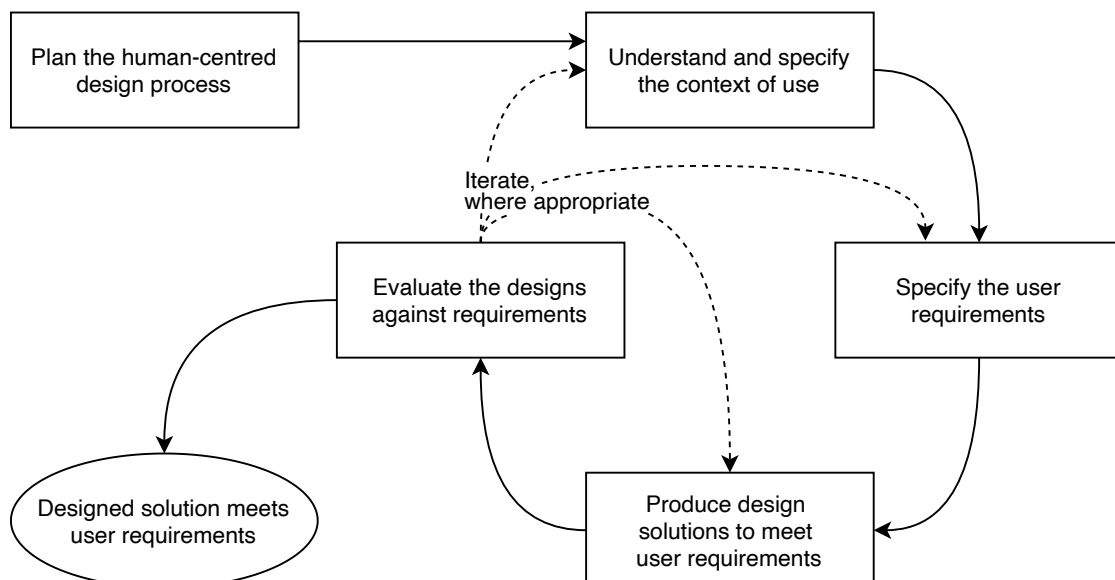 Plan the human-centred
design process
Understand and specify
the context of use
Iterate,
where appropriate
Evaluate the designs
against requirements
Specify the user
requirements
Designed solution meets
user requirements
Produce design
solutions to meet
user requirements